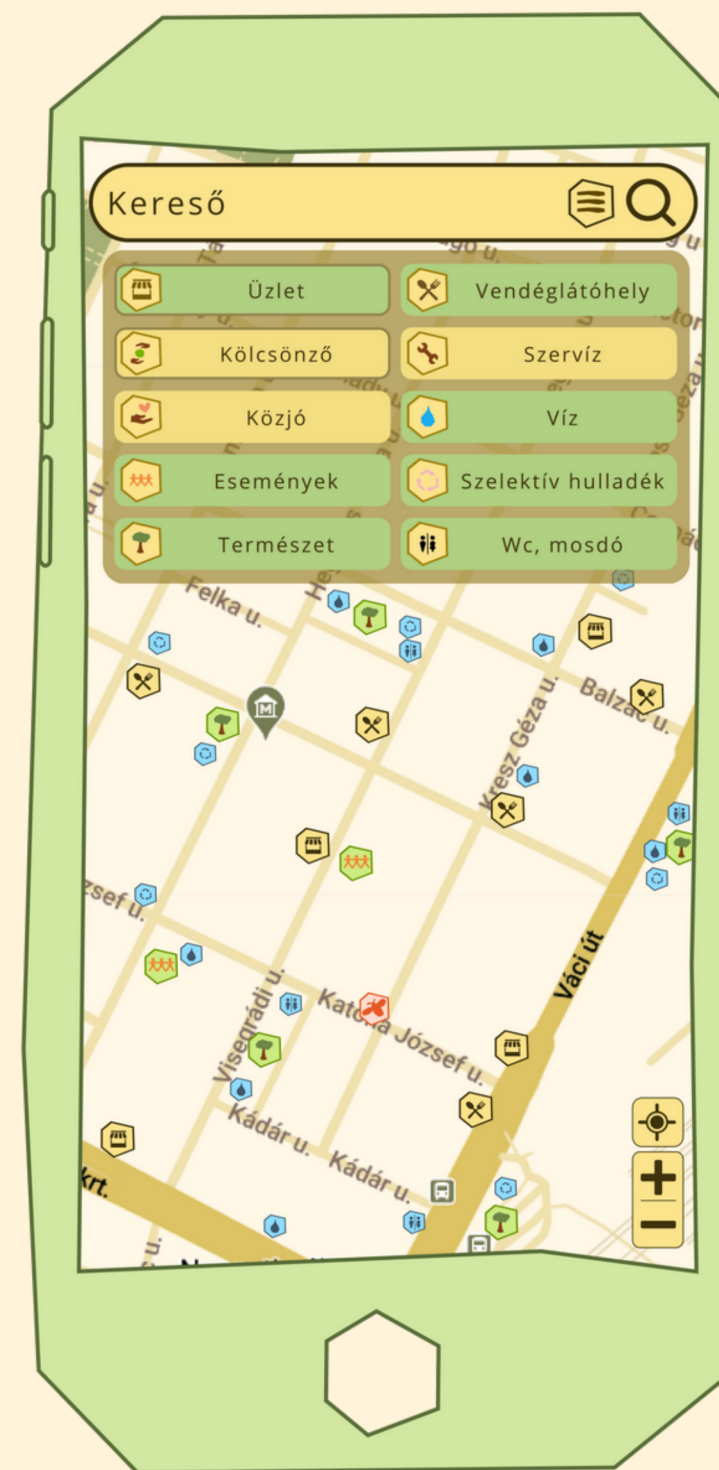 Kereső
Üzlet
Vendéglátóhely
Kölcsönző
Szervíz
Közjó
Víz
Események
Szelektív hulladék
Természet
Wc, mosdó
Felka u.
Balzac u.
Kresz Géza u.
zsef u.
Váci út
Visegrádi u.
Katona József u.
Kádár u.
Kádár u.
krt.
M